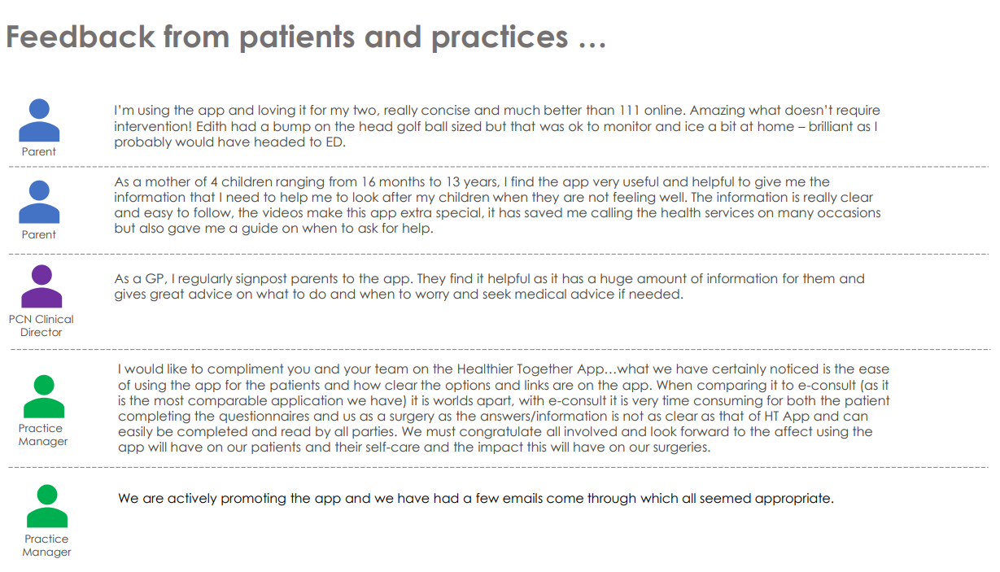 Feedback from patients and practices …
I’m using the app and loving it for my two, really concise and much better than 111 online. Amazing what doesn’t require
intervention! Edith had a bump on the head golf ball sized but that was ok to monitor and ice a bit at home – brilliant as I
probably would have headed to ED.
Parent
As a mother of 4 children ranging from 16 months to 13 years, I find the app very useful and helpful to give me the
information that I need to help me to look after my children when they are not feeling well. The information is really clear
and easy to follow, the videos make this app extra special, it has saved me calling the health services on many occasions
but also gave me a guide on when to ask for help.
Parent
As a GP, I regularly signpost parents to the app. They find it helpful as it has a huge amount of information for them and
gives great advice on what to do and when to worry and seek medical advice if needed.
PCN Clinical
Director
I would like to compliment you and your team on the Healthier Together App…what we have certainly noticed is the ease
of using the app for the patients and how clear the options and links are on the app. When comparing it to e-consult (as it
is the most comparable application we have) it is worlds apart, with e-consult it is very time consuming for both the patient
completing the questionnaires and us as a surgery as the answers/information is not as clear as that of HT App and can
easily be completed and read by all parties. We must congratulate all involved and look forward to the affect using the
app will have on our patients and their self-care and the impact this will have on our surgeries.
Practice
Manager
We are actively promoting the app and we have had a few emails come through which all seemed appropriate.
Practice
Manager